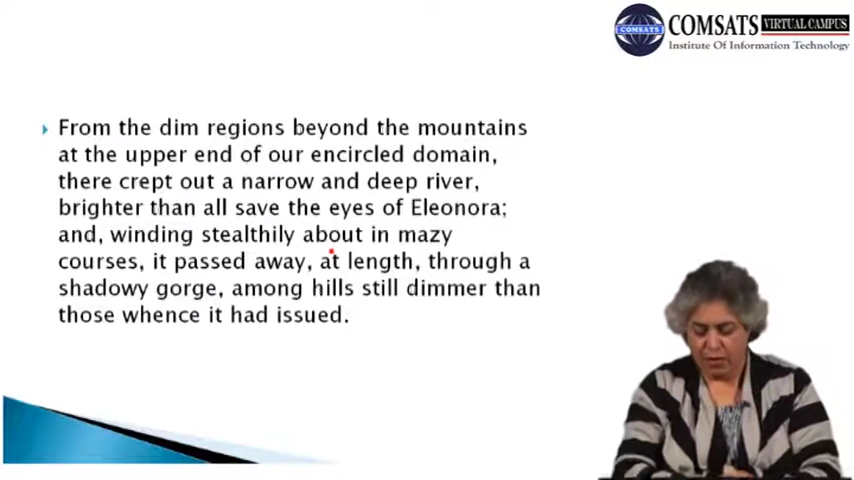 COMSATS VIRTUAL CAMPUS
COMSATS
Institute Of Information Technology
From the dim regions beyond the mountains
at the upper end of our encircled domain,
there crept out a narrow and deep river,
brighter than all save the eyes of Eleonora;
and, winding stealthily about in mazy
courses, it passed away, at length, through a
shadowy gorge, among hills still dimmer than
those whence it had issued.